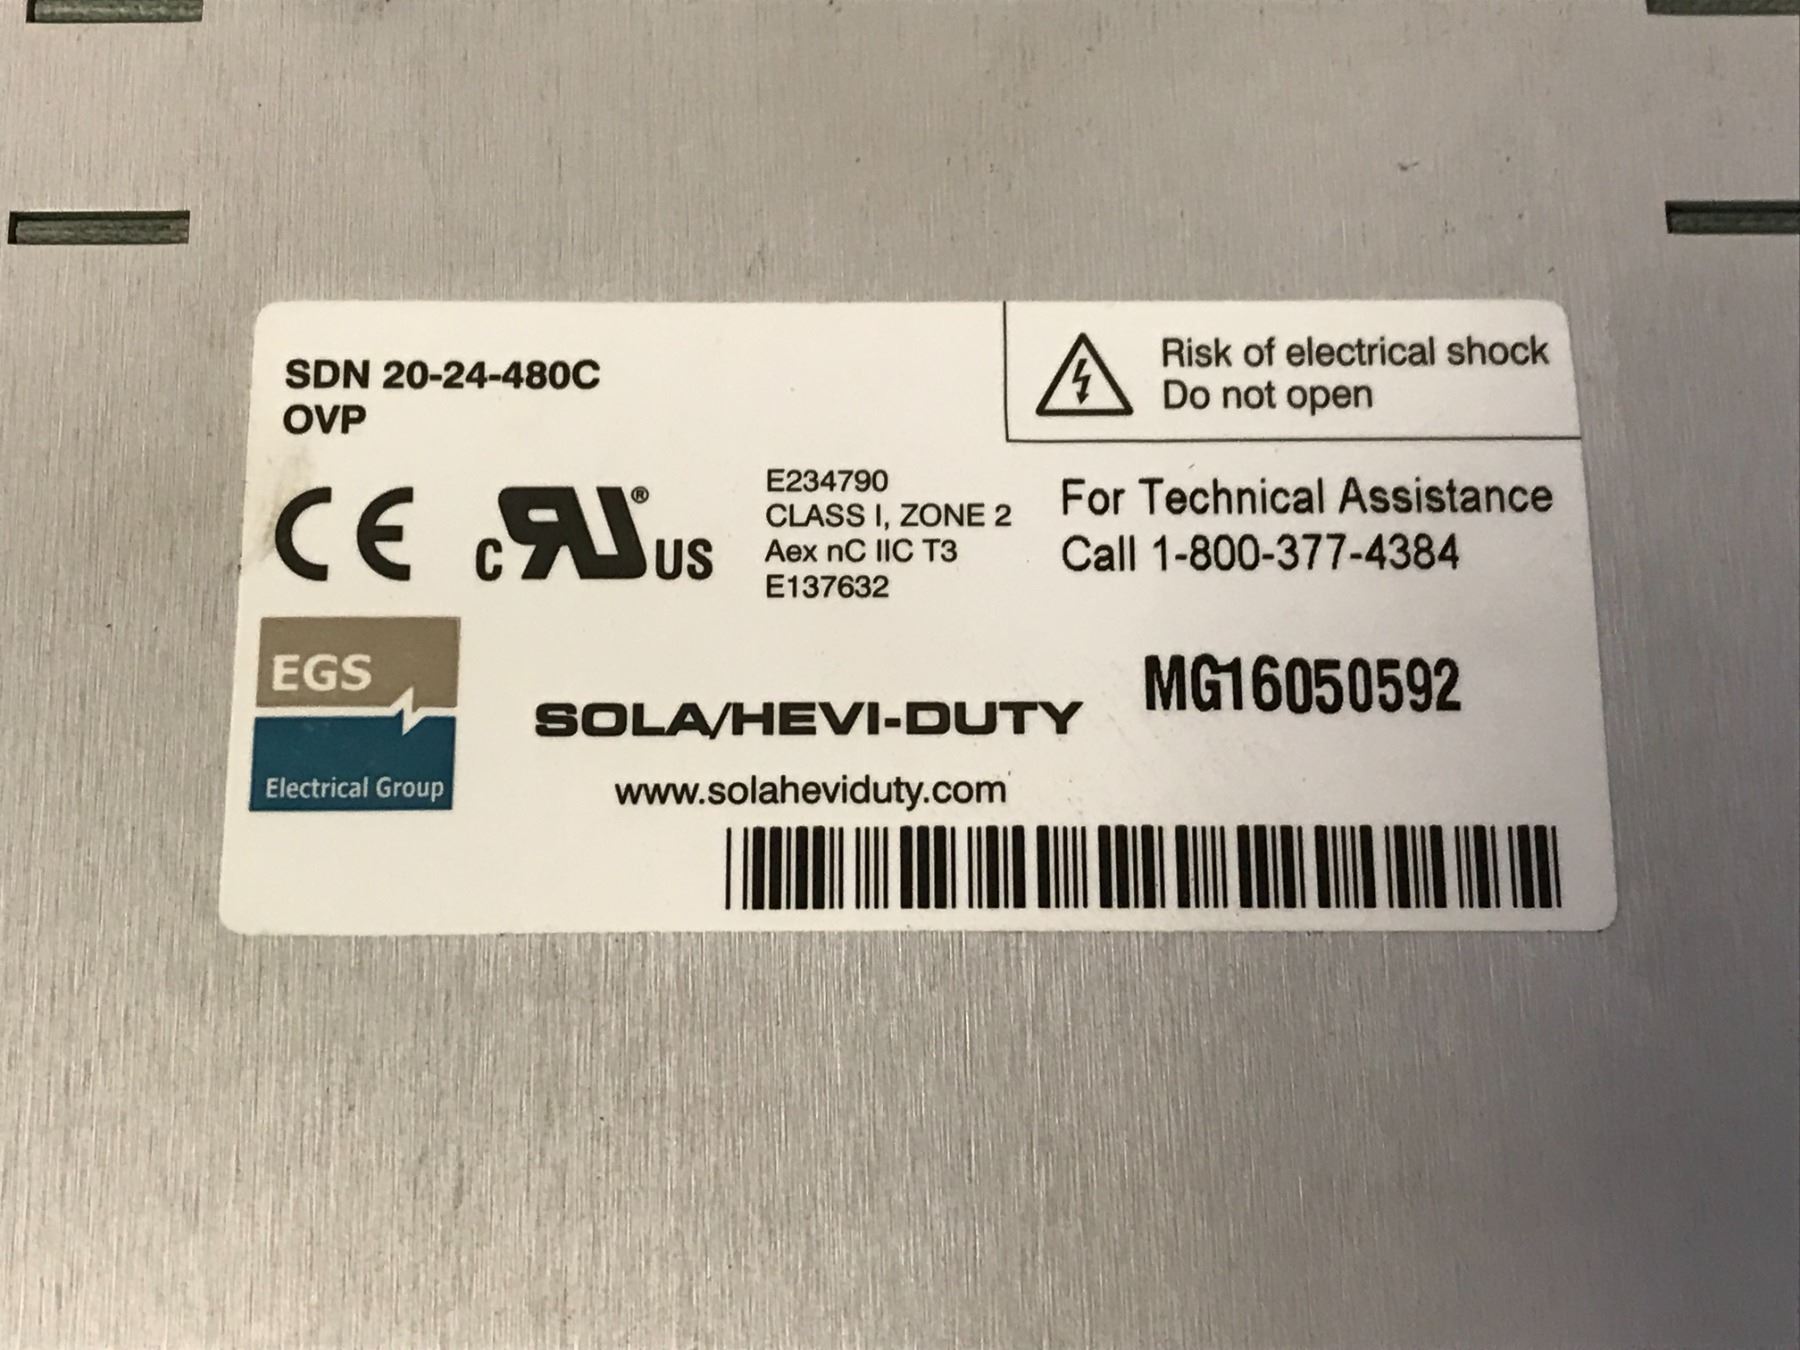 SDN 20-24-480C
OVP
Risk of electrical shock
Do not open
CE
c RU® US
E234790
CLASS I, ZONE 2
Aex nC IIC T3
E137632
For Technical Assistance
Call 1-800-377-4384
EGS
Electrical Group
SOLA/HEVI-DUTY
www.solaheviduty.com
MG16050592